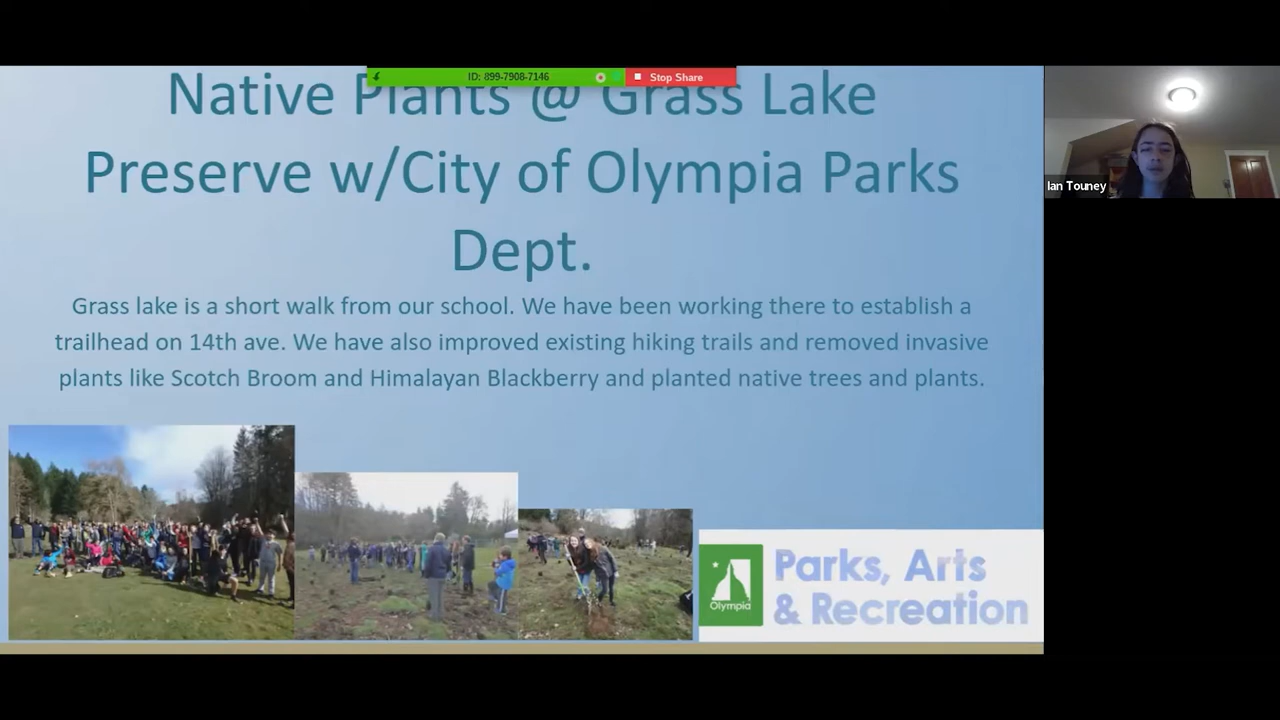 ID: 899-7908-7146
Stop Share
Native Plants @ Grass Lake
Preserve w/City of Olympia Parks
Dept.
Grass lake is a short walk from our school. We have been working there to establish a
trailhead on 14th ave. We have also improved existing hiking trails and removed invasive
plants like Scotch Broom and Himalayan Blackberry and planted native trees and plants.
Olympia
Parks, Arts
& Recreation
Ian Touney